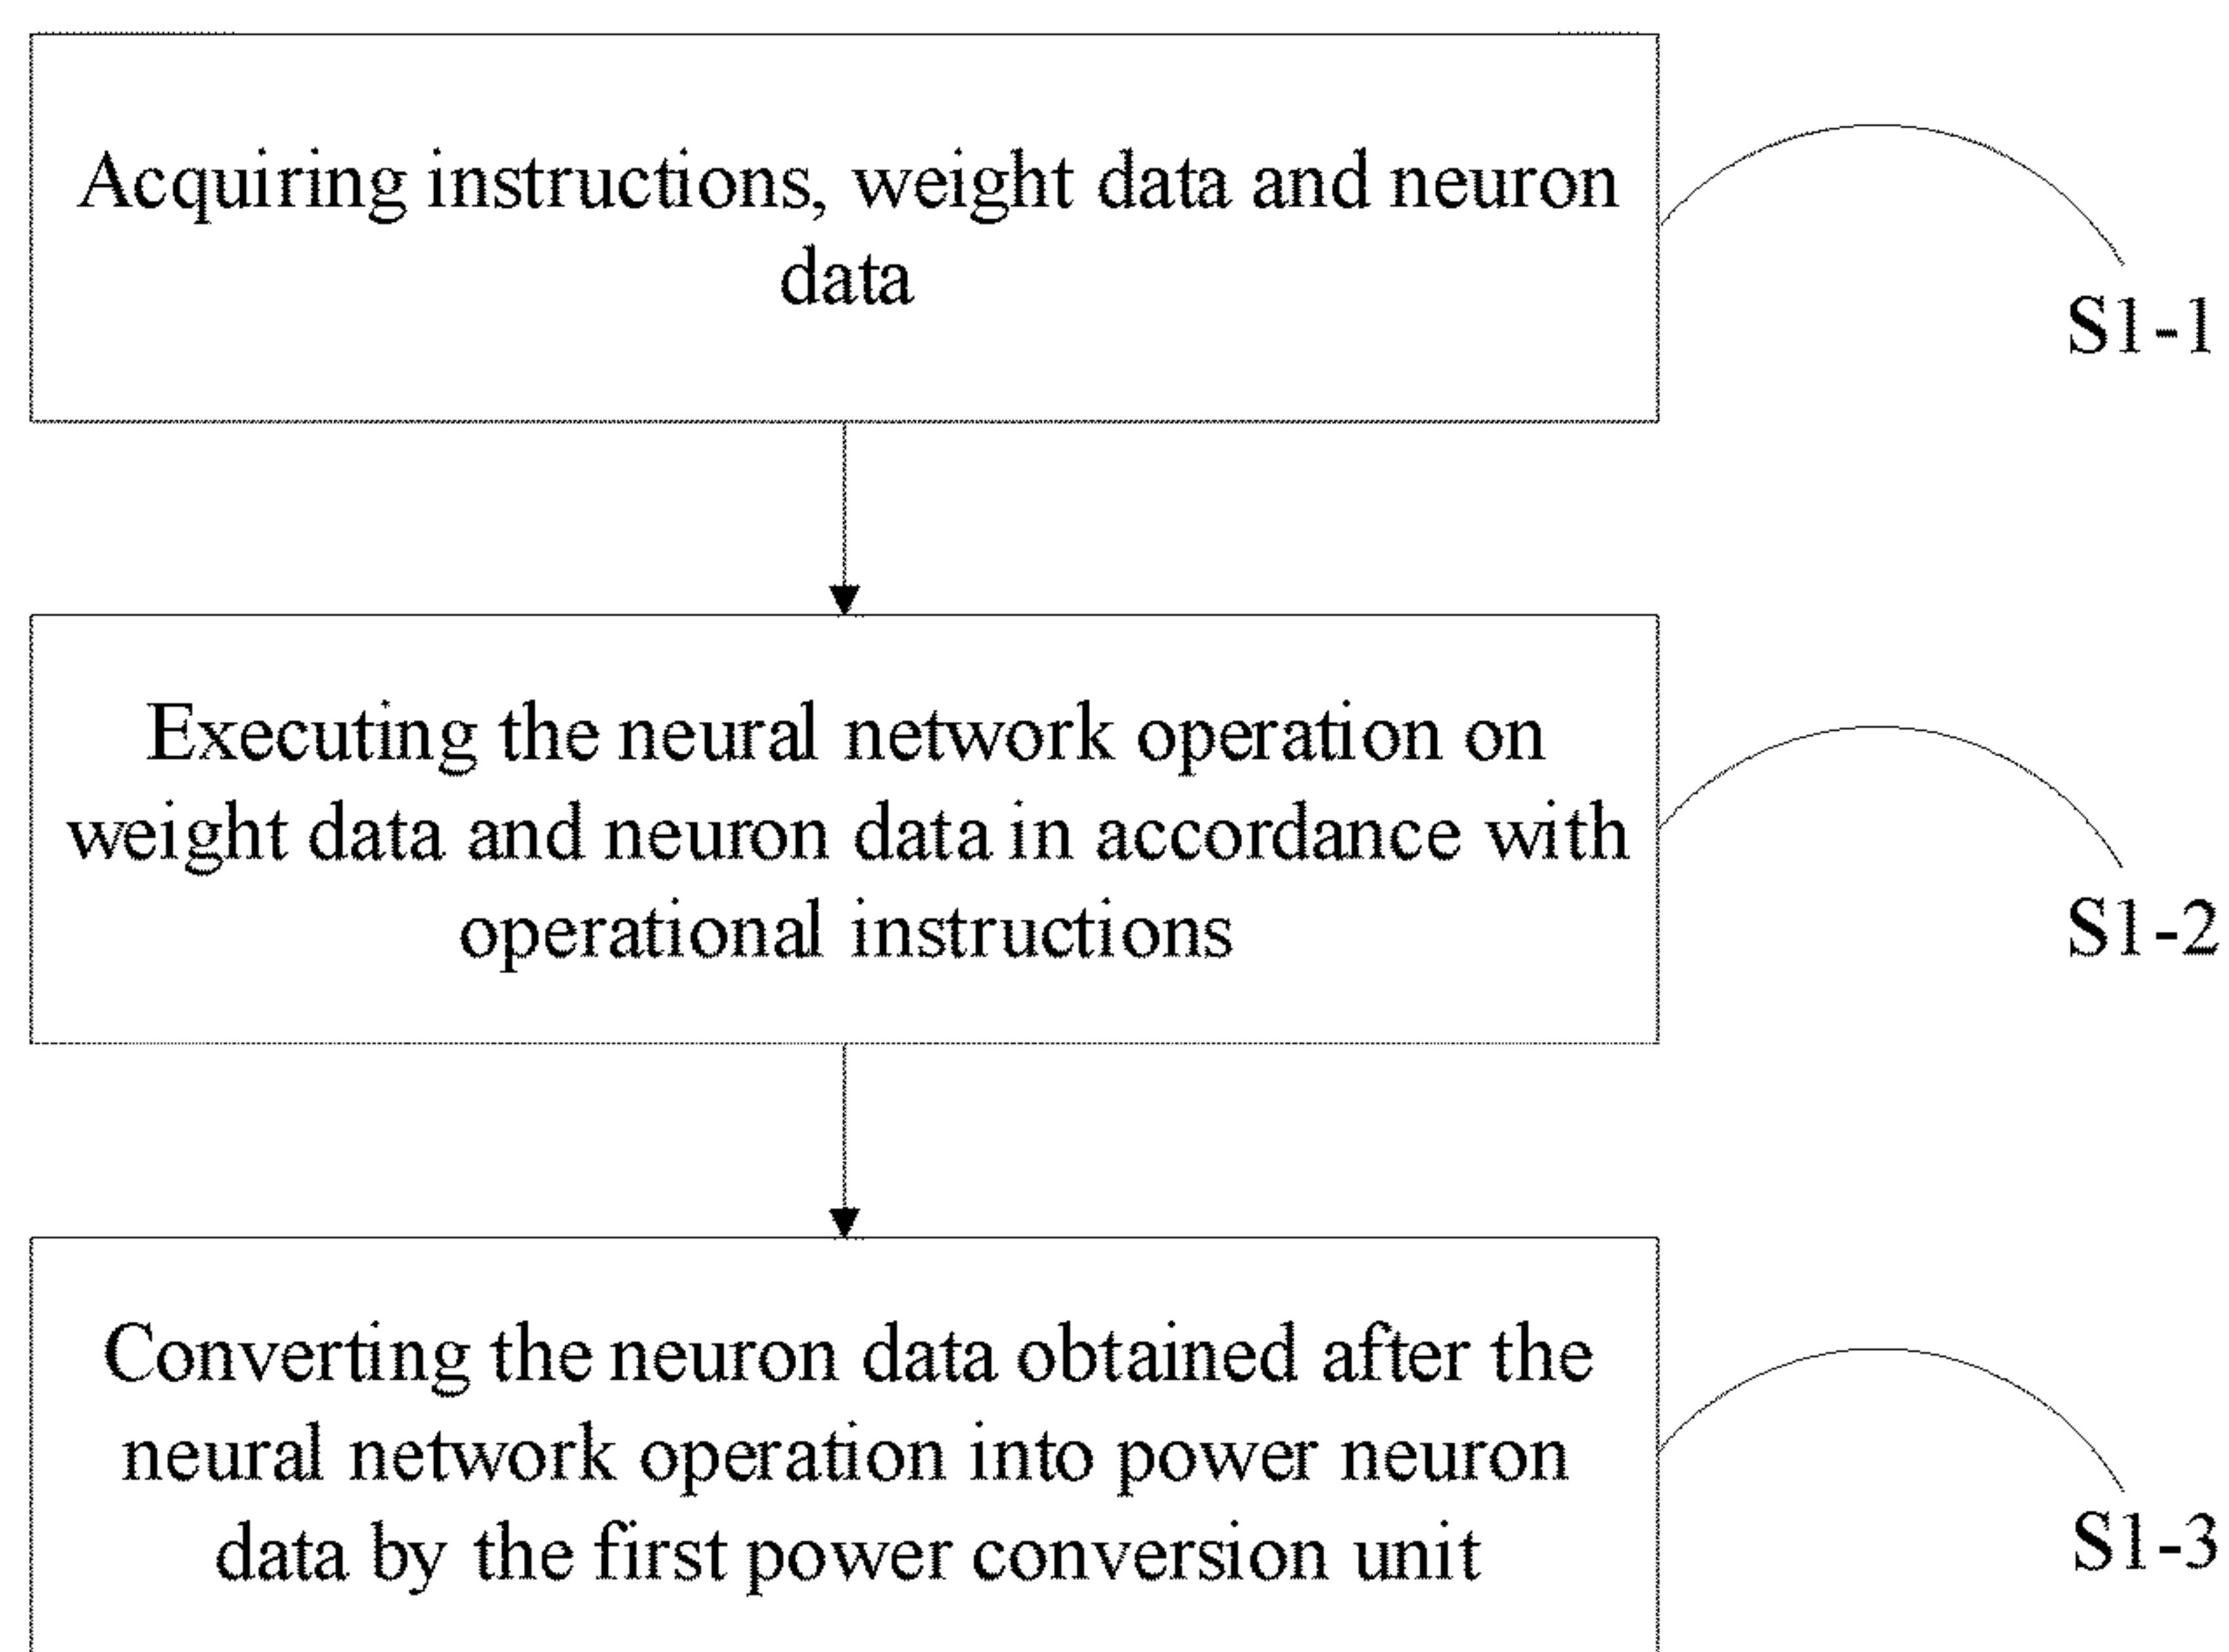 Acquiring instructions, weight data and neuron
data
S1-1
Executing the neural network operation on
weight data and neuron data in accordance with
operational instructions
S1-2
Converting the neuron data obtained after the
neural network operation into power neuron
data by the first power conversion unit
S1-3